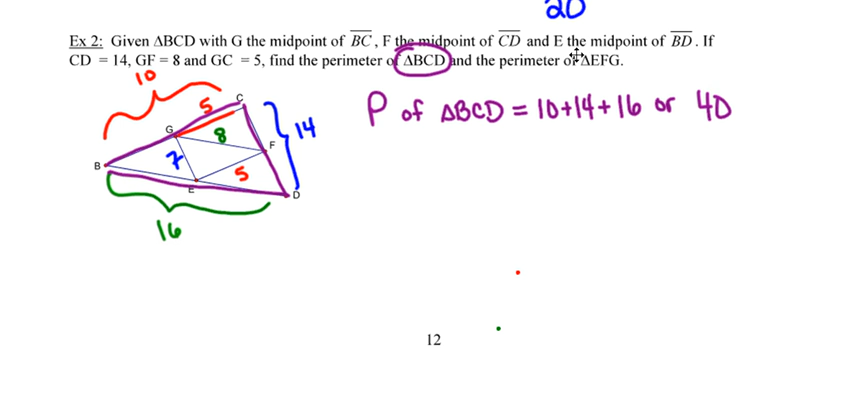 20
Ex 2: Given ΔBCD with G the midpoint of BC, F the midpoint of CD and E the midpoint of BD. If
CD = 14, GF = 8 and GC = 5, find the perimeter of ΔBCD and the perimeter of ΔEFG.
10
5
C
P of ΔBCD = 10+14+16 or 40
G
8
14
F
B
7
5
E
D
16
12